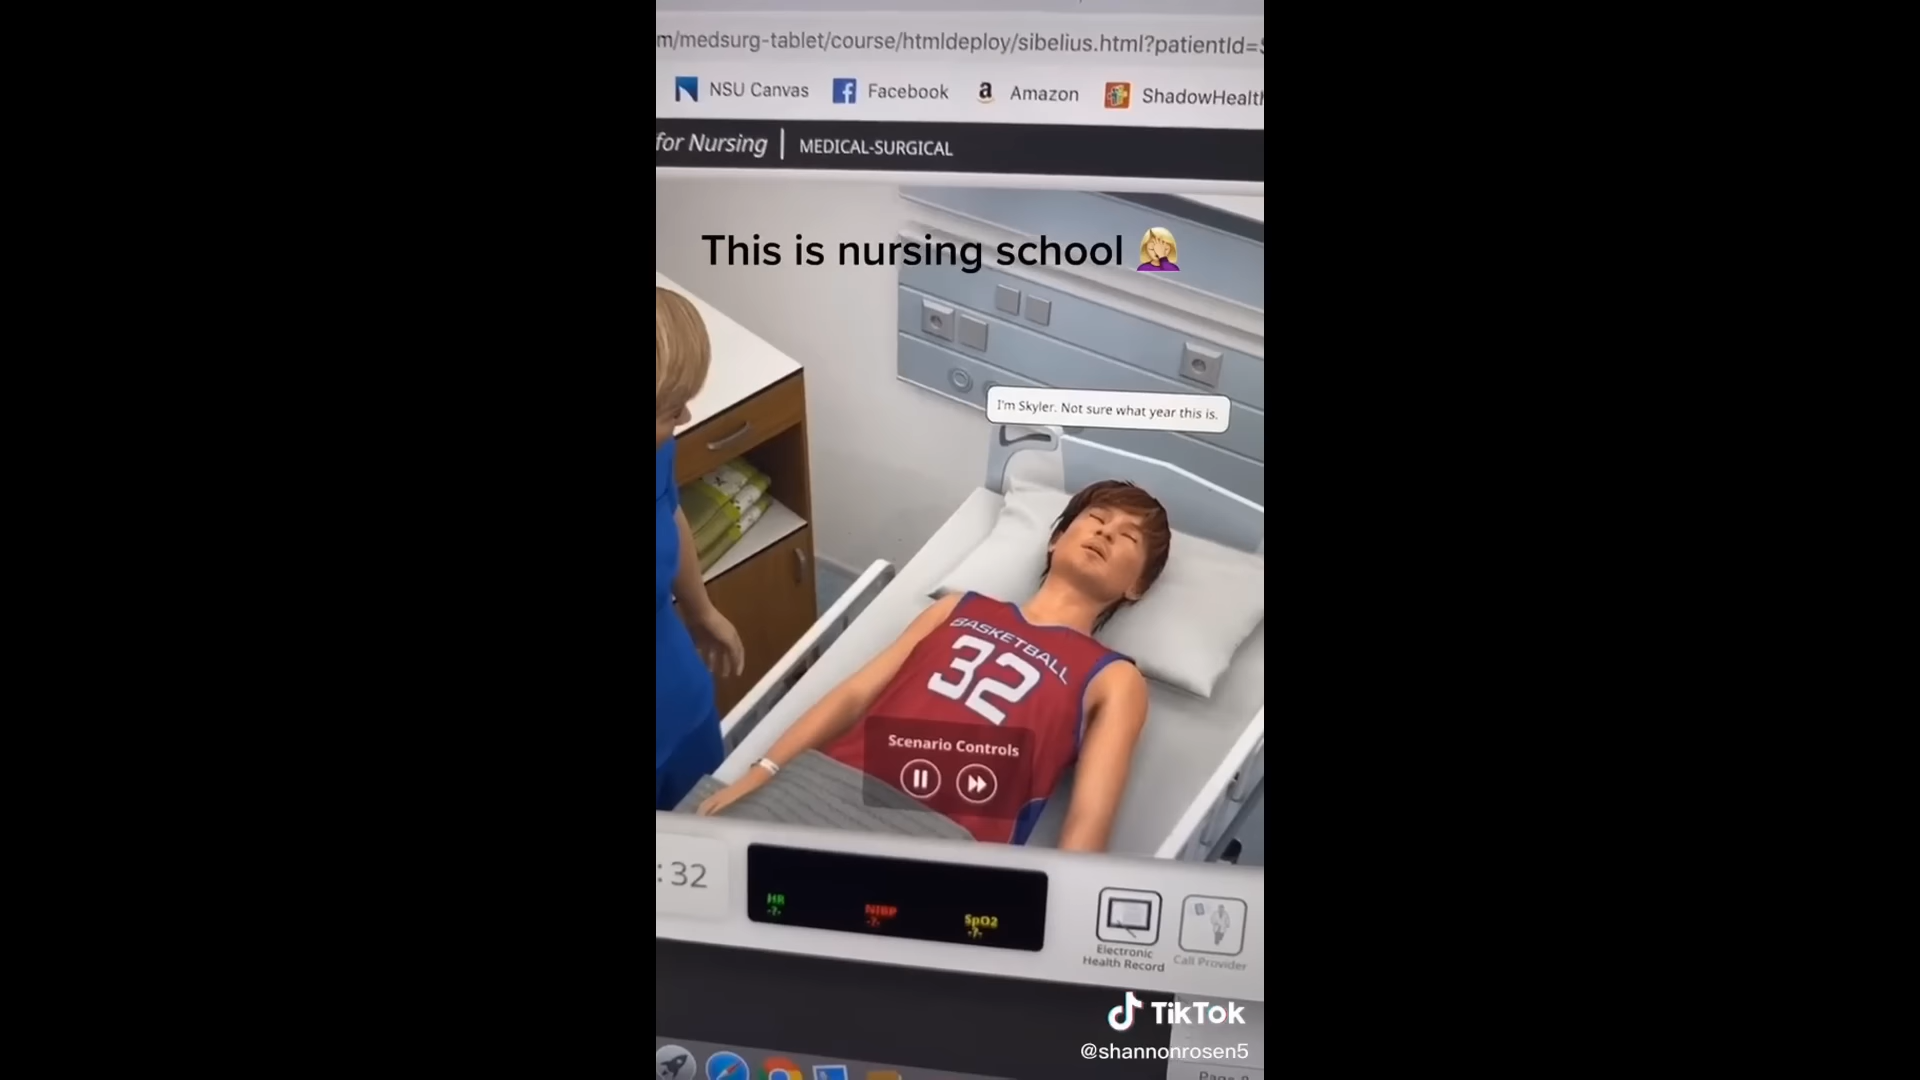 m/medsurg-tablet/course/htmldeploy/sibelius.html?patientId=
NSU Canvas
Facebook
Amazon
ShadowHealth
for Nursing | MEDICAL-SURGICAL
This is nursing school
I'm Skyler. Not sure what year this is.
BASKETBALL
32
Scenario Controls
:32
HR
-?-
NIBP
-?-
SpO2
-?-
Electronic
Health Record
Call Provider
TikTok
@shannonrosen5